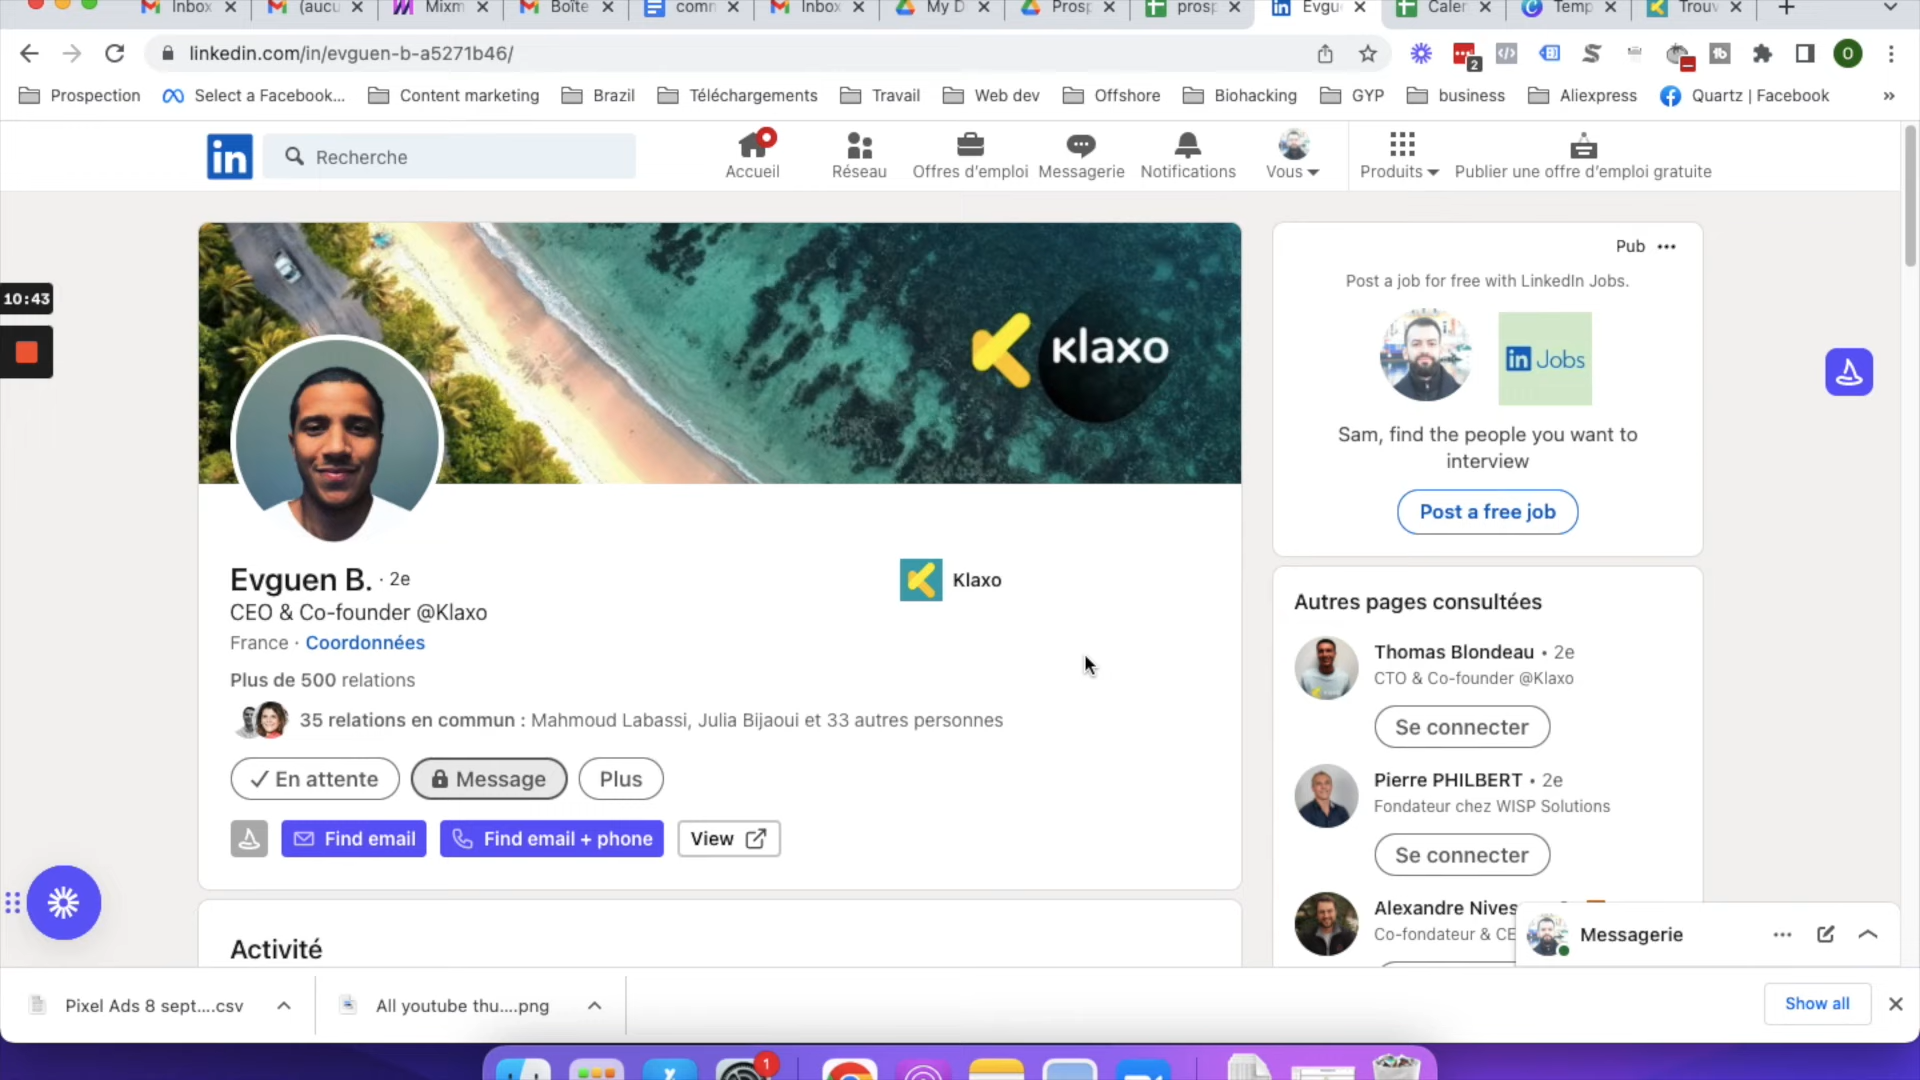 Inbox
(aucu
Mixm
Boîte
comm
Inbox
My D
Prosp
prosp
Evgue
Calen
Temp
Trouv
linkedin.com/in/evguen-b-a5271b46/
2
O
Prospection
Select a Facebook...
Content marketing
Brazil
Téléchargements
Travail
Web dev
Offshore
Biohacking
GYP
business
Aliexpress
Quartz | Facebook
»
in
Recherche
Accueil
Réseau
Offres d'emploi
Messagerie
Notifications
Vous
Produits
Publier une offre d'emploi gratuite
10:43
klaxo
Pub
Post a job for free with LinkedIn Jobs.
in Jobs
Sam, find the people you want to
interview
Post a free job
Evguen B. · 2e
Klaxo
CEO & Co-founder @Klaxo
France · Coordonnées
Plus de 500 relations
35 relations en commun : Mahmoud Labassi, Julia Bijaoui et 33 autres personnes
En attente
Message
Plus
Find email
Find email + phone
View
Activité
Autres pages consultées
Thomas Blondeau • 2e
CTO & Co-founder @Klaxo
Se connecter
Pierre PHILBERT • 2e
Fondateur chez WISP Solutions
Se connecter
Alexandre Nives
Co-fondateur & CE
Messagerie
Pixel Ads 8 sept....csv
All youtube thu....png
Show all
1